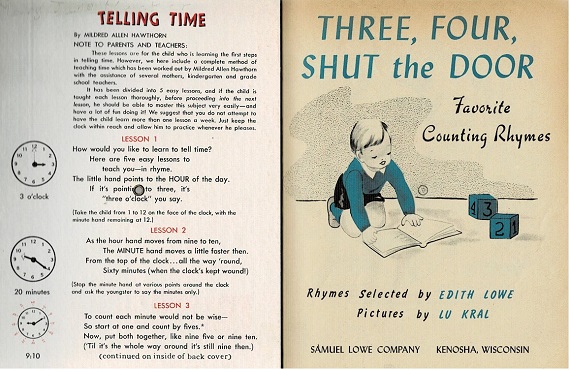 TELLING TIME
By MILDRED ALLEN HAWTHORN
NOTE TO PARENTS AND TEACHERS:
These lessons are for the child who is learning the first steps
in telling time. However, we here include a complete method of
teaching time which has been worked out by Mildred Allen Hawthorn
with the assistance of several mothers, kindergarten and grade
school teachers.
It has been divided into 5 easy lessons, and if the child is
taught each lesson thoroughly, before proceeding into the next
lesson, he should be able to master this subject very easily—and
have a lot of fun doing it! We suggest that you do not attempt to
have the child learn more than one lesson a week. Just keep the
clock within reach and allow him to practice whenever he pleases.
LESSON 1
How would you like to learn to tell time?
Here are five easy lessons to
teach you—in rhyme.
The little hand points to the HOUR of the day.
If it's pointing to three, it's
"three o'clock" you say.
(Take the child from 1 to 12 on the face of the clock, with the
minute hand remaining at 12.)
3 o'clock
LESSON 2
As the hour hand moves from nine to ten,
The MINUTE hand moves a little faster then.
From the top of the clock...all the way 'round,
Sixty minutes (when the clock's kept wound!)
(Stop the minute hand at various points around the clock
and ask the youngster to say the minutes only.)
20 minutes
LESSON 3
To count each minute would not be wise—
So start at one and count by fives.*
Now, put both together, like nine five or nine ten.
('Til it's the whole way around it's still nine then.)
(continued on inside of back cover)
9:10
THREE, FOUR,
SHUT the DOOR
Favorite
Counting Rhymes
4 3
2 1
Rhymes Selected by EDITH LOWE
Pictures by LU KRAL
SAMUEL LOWE COMPANY KENOSHA, WISCONSIN